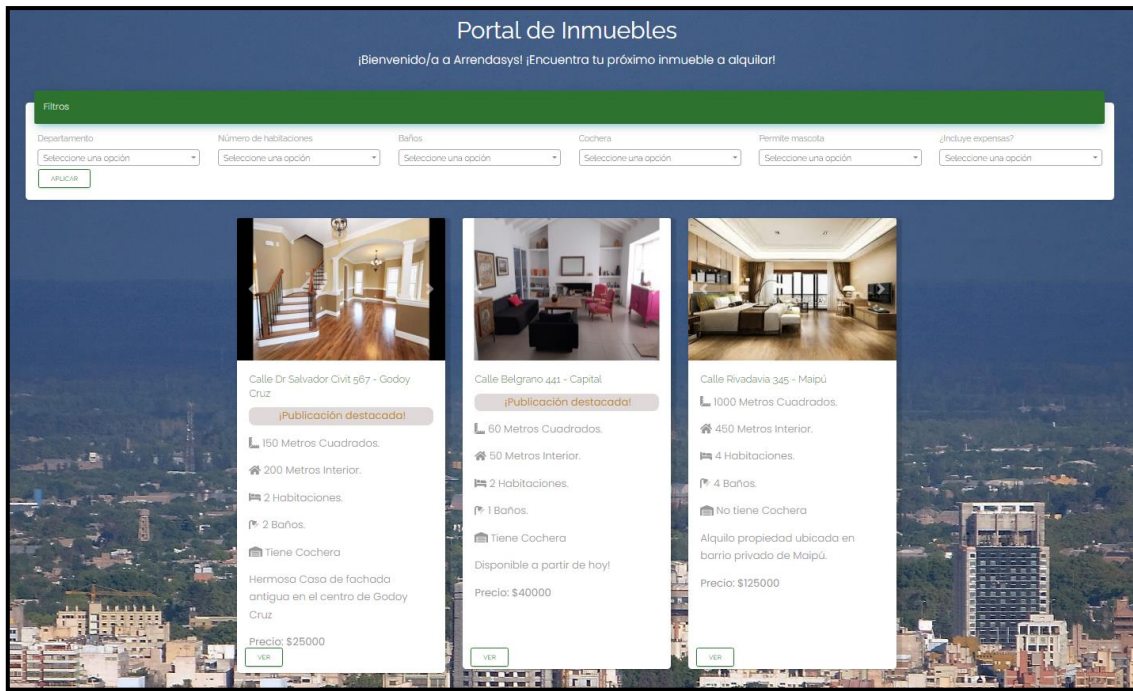 Portal de Inmuebles
¡Bienvenido/a a Arrendasys! ¡Encuentra tu próximo inmueble a alquilar!
Filtros
Departamento
Número de habitaciones
Baños
Cochera
Permite mascota
¿Incluye expensas?
Seleccione una opción
Seleccione una opción
Seleccione una opción
Seleccione una opción
Seleccione una opción
Seleccione una opción
APLICAR
Calle Dr Salvador Civit 567 - Godoy
Cruz
¡Publicación destacada!
150 Metros Cuadrados.
200 Metros Interior.
2 Habitaciones.
2 Baños.
Tiene Cochera
Hermosa Casa de fachada
antigua en el centro de Godoy
Cruz
Precio: $25000
VER
Calle Belgrano 441 - Capital
¡Publicación destacada!
60 Metros Cuadrados.
50 Metros Interior.
2 Habitaciones.
1 Baños.
Tiene Cochera
Disponible a partir de hoy!
Precio: $40000
VER
Calle Rivadavia 345 - Maipú
1000 Metros Cuadrados.
450 Metros Interior.
4 Habitaciones.
4 Baños.
No tiene Cochera
Alquilo propiedad ubicada en
barrio privado de Maipú.
Precio: $125000
VER